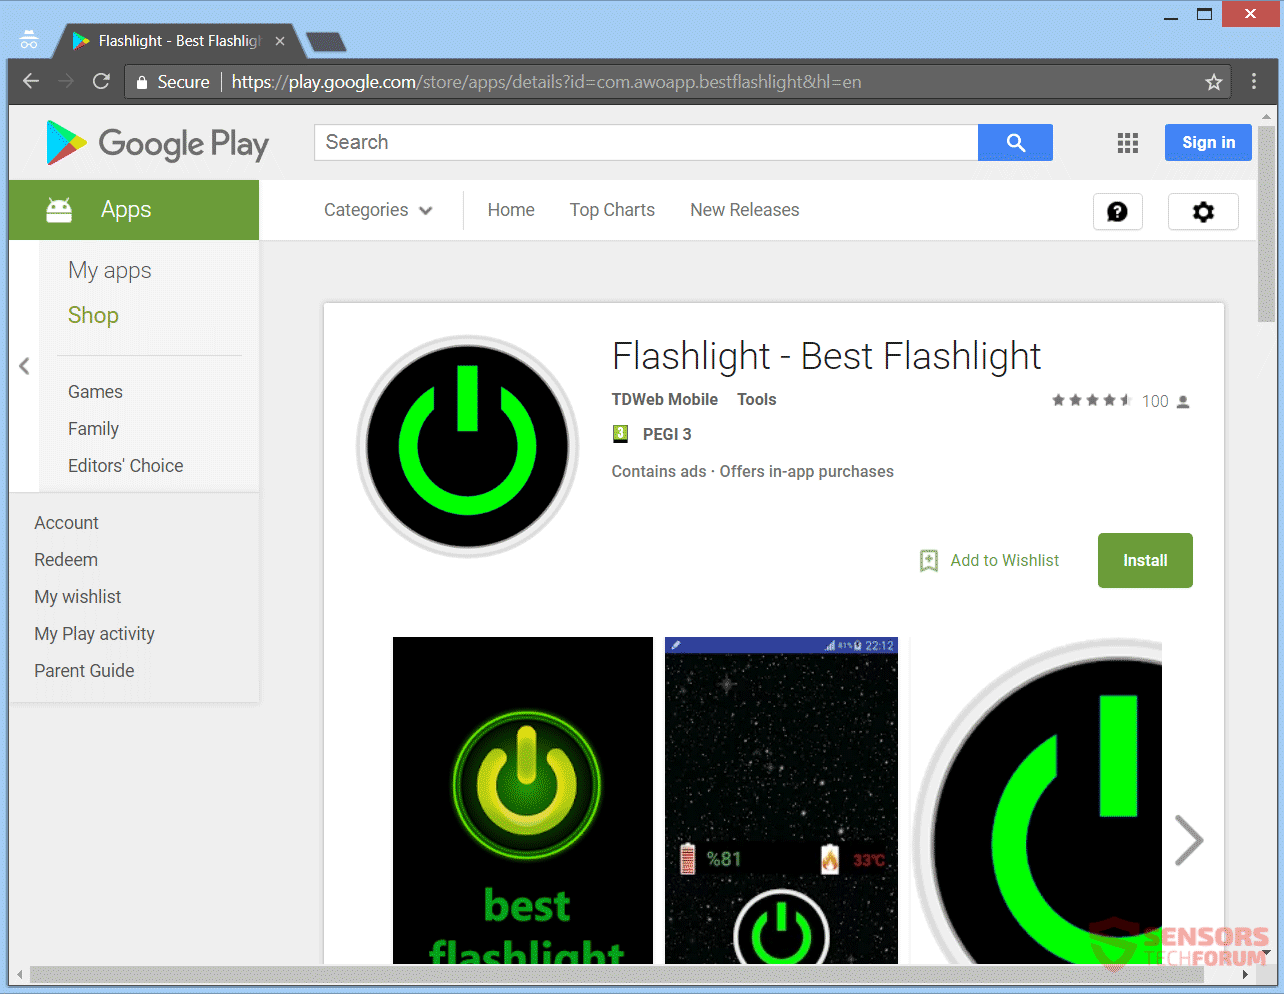 Flashlight - Best Flashlig
Secure https://play.google.com/store/apps/details?id=com.awoapp.bestflashlight&hl=en
Google Play
Search
Sign in
Apps
Categories Home Top Charts New Releases
My apps
Shop
Games
Family
Editors' Choice
Account
Redeem
My wishlist
My Play activity
Parent Guide
Flashlight - Best Flashlight
TDWeb Mobile Tools
100
3 PEGI 3
Contains ads · Offers in-app purchases
Add to Wishlist
Install
81% 22:12
%81
33°C
best
flashlight
SENSORS
TECHFORUM